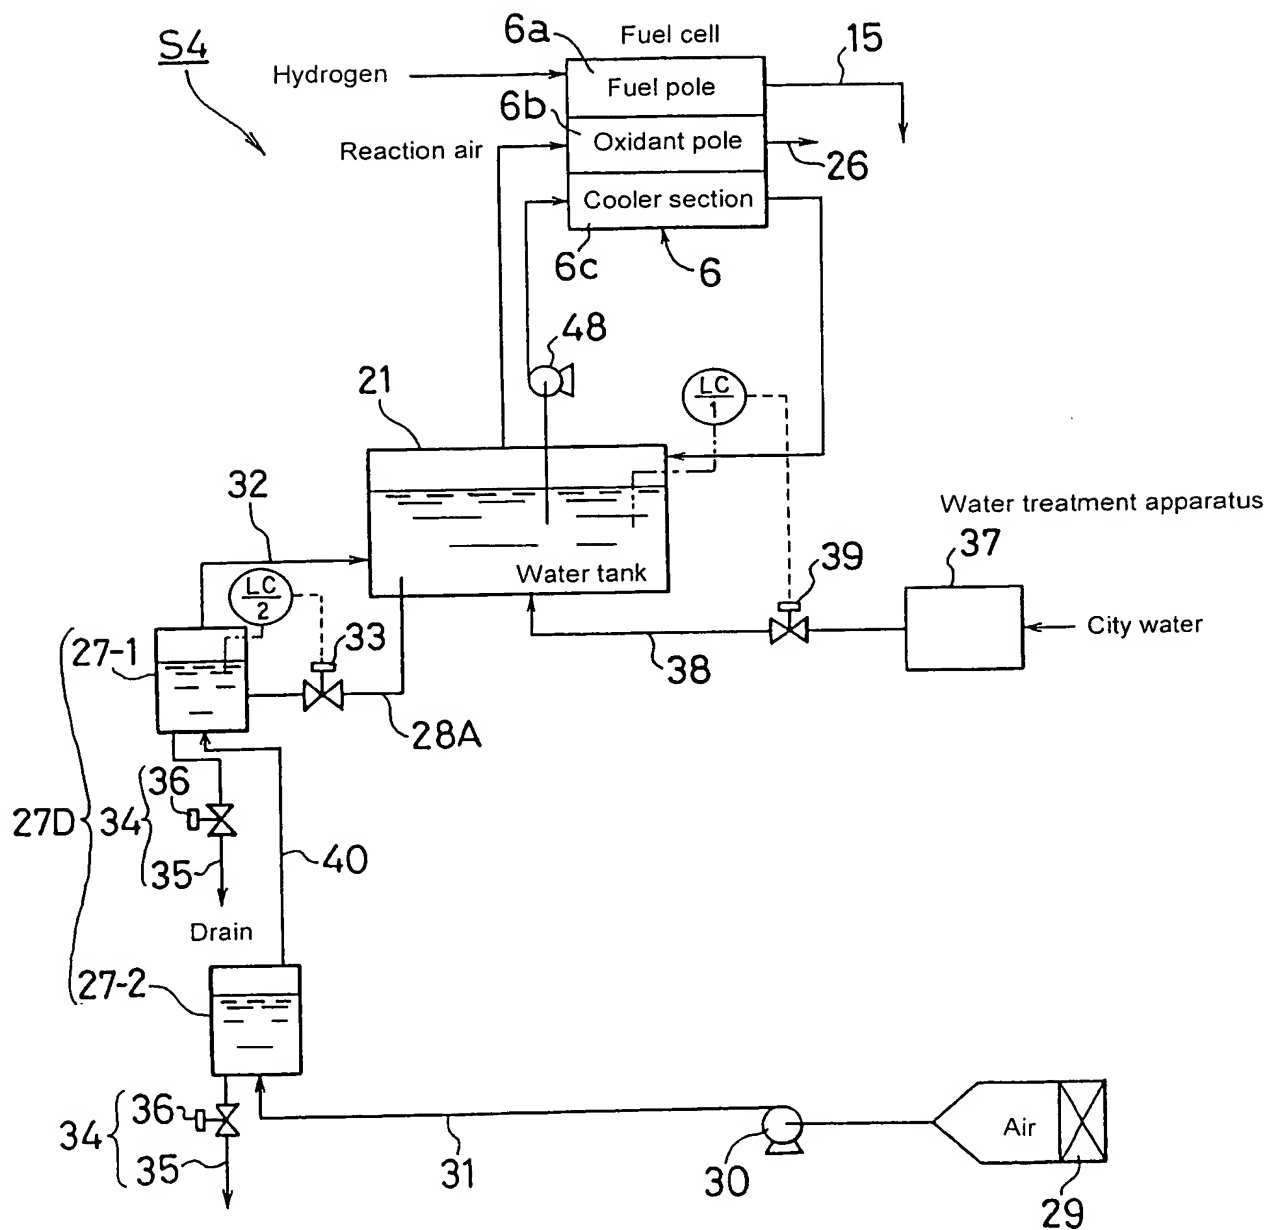 S4
6a
Fuel cell
15
Hydrogen
Fuel pole
6b
Reaction air
Oxidant pole
26
Cooler section
6c
6
48
21
LC
1
32
Water treatment apparatus
37
39
LC
2
Water tank
City water
27-1
33
38
28A
27D
34
36
35
40
Drain
27-2
34
36
35
31
30
Air
29